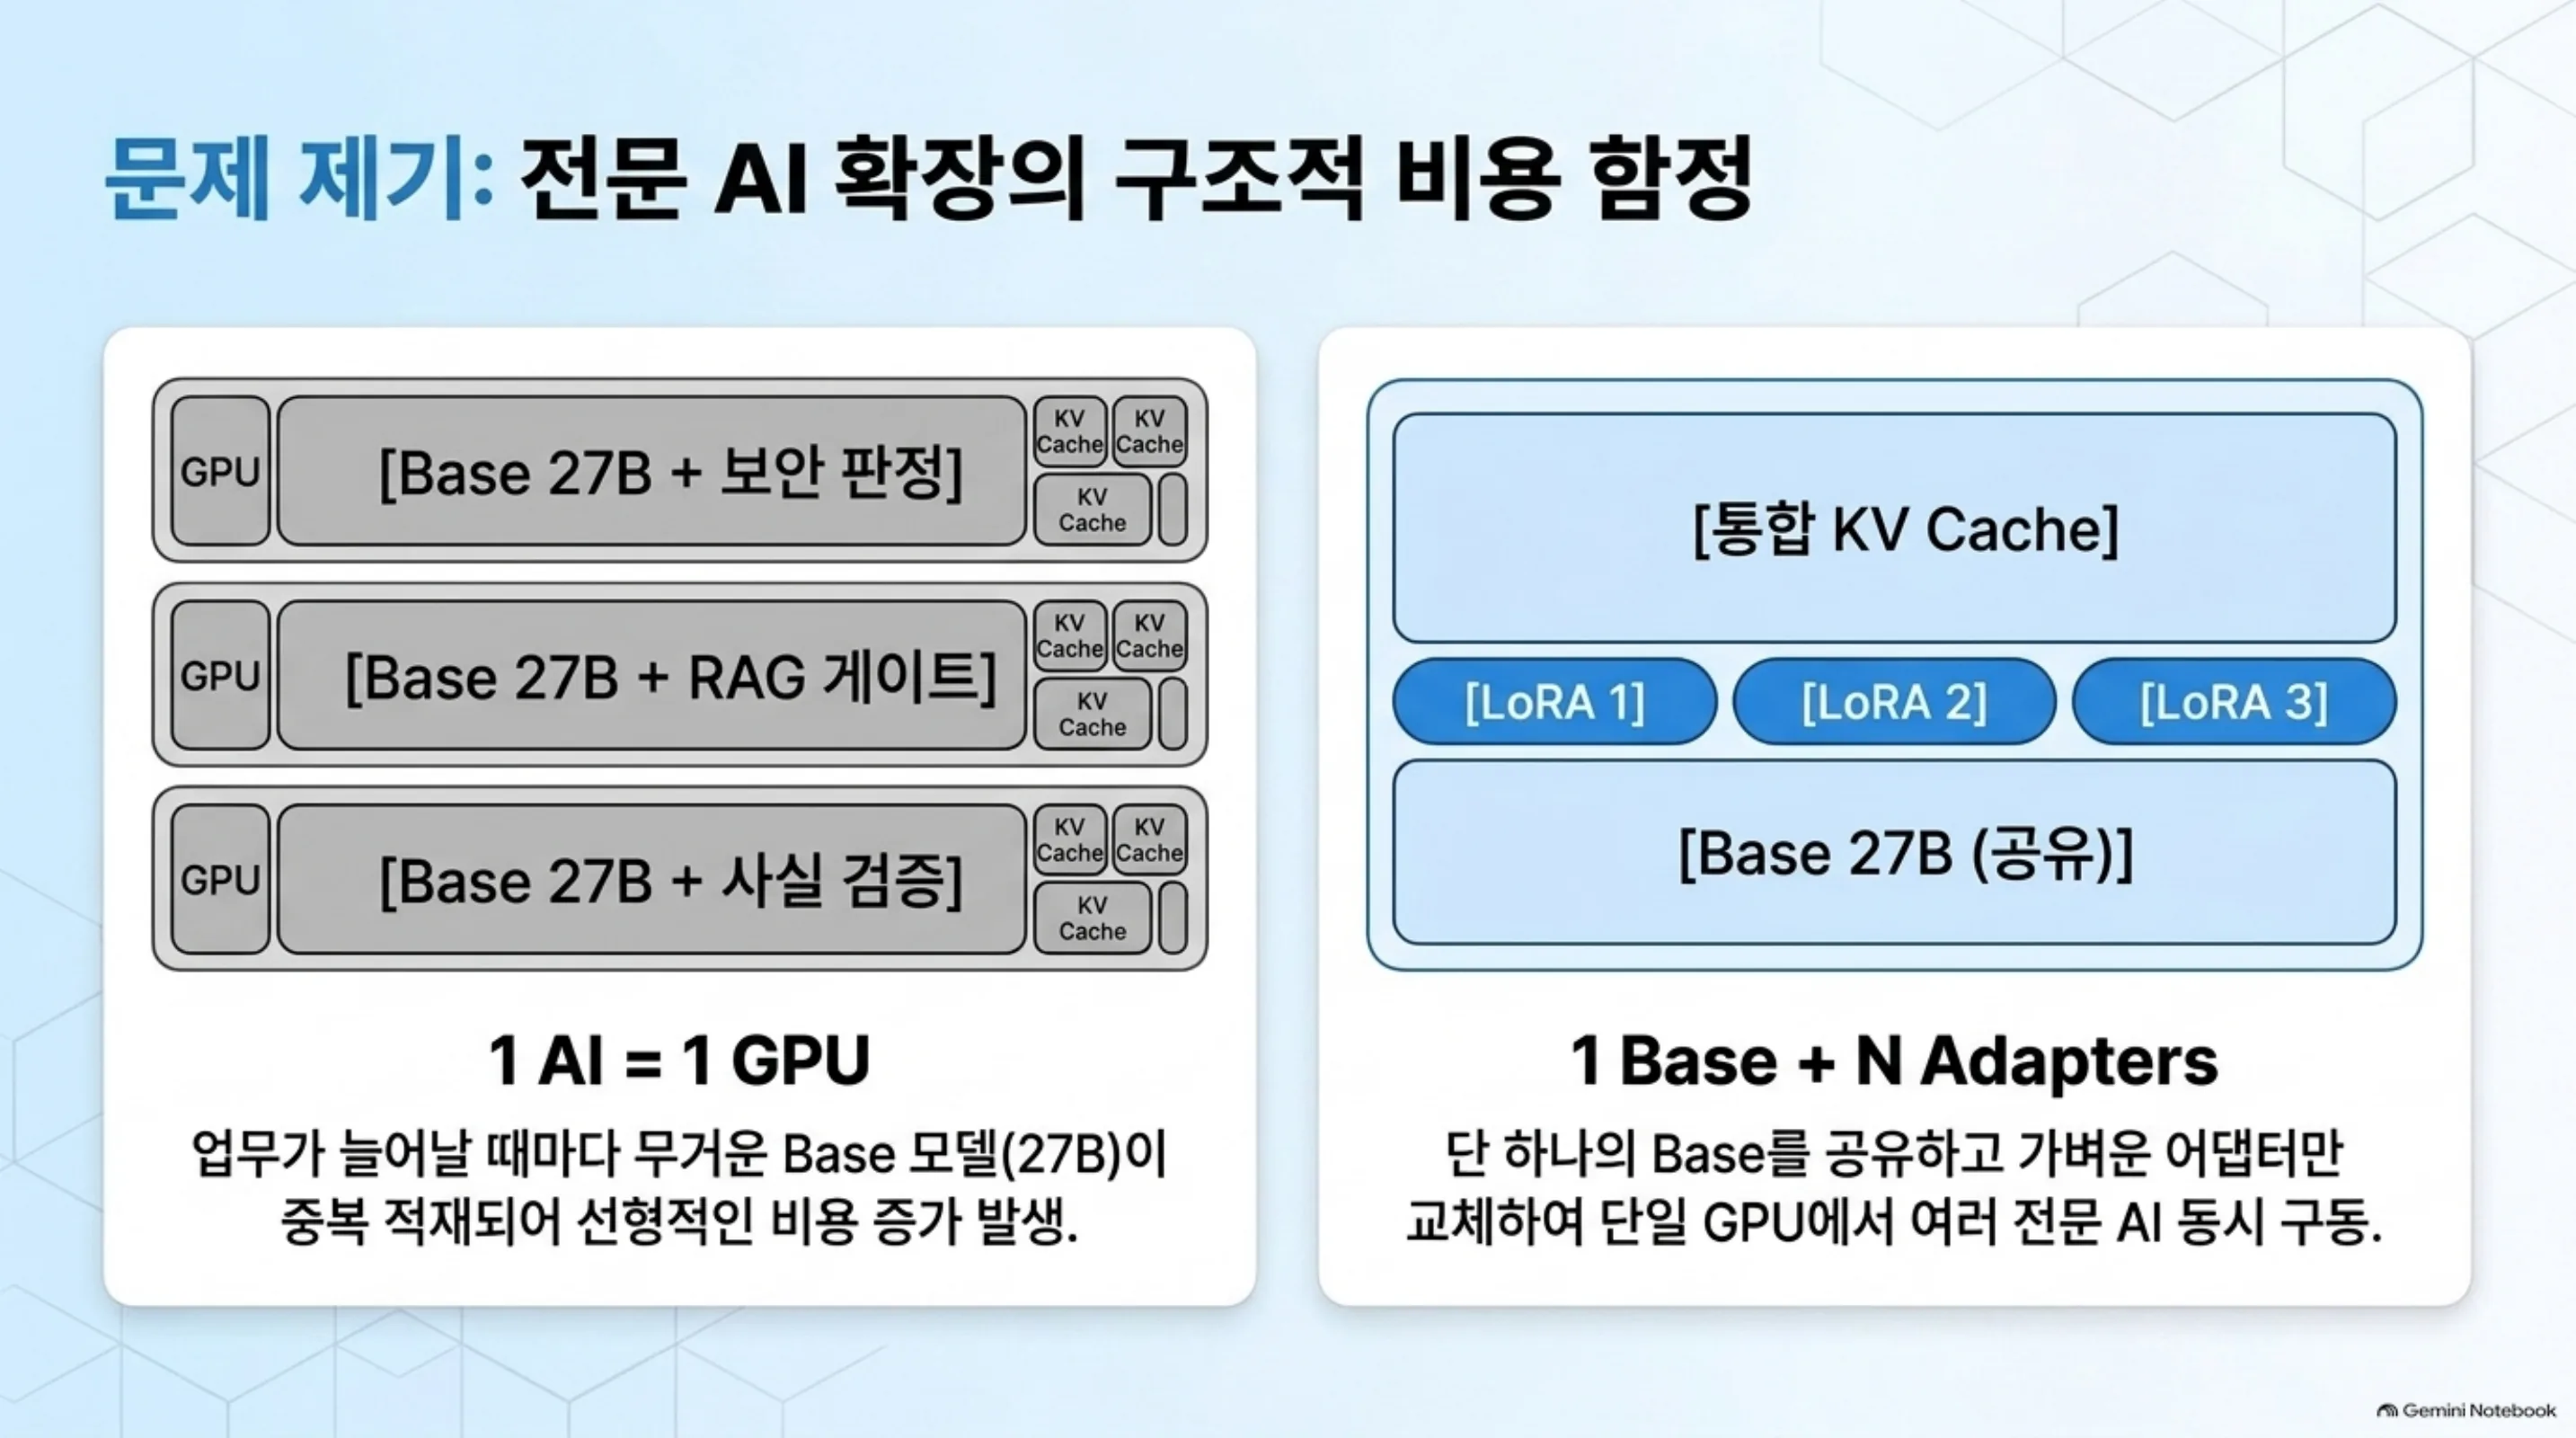 문제 제기: 전문 AI 확장의 구조적 비용 함정
GPU
[Base 27B + 보안 판정]
KV Cache
KV Cache
KV Cache
GPU
[Base 27B + RAG 게이트]
KV Cache
KV Cache
KV Cache
GPU
[Base 27B + 사실 검증]
KV Cache
KV Cache
KV Cache
1 AI = 1 GPU
업무가 늘어날 때마다 무거운 Base 모델(27B)이
중복 적재되어 선형적인 비용 증가 발생.
[통합 KV Cache]
[LoRA 1]
[LoRA 2]
[LoRA 3]
[Base 27B (공유)]
1 Base + N Adapters
단 하나의 Base를 공유하고 가벼운 어댑터만
교체하여 단일 GPU에서 여러 전문 AI 동시 구동.
Gemini Notebook